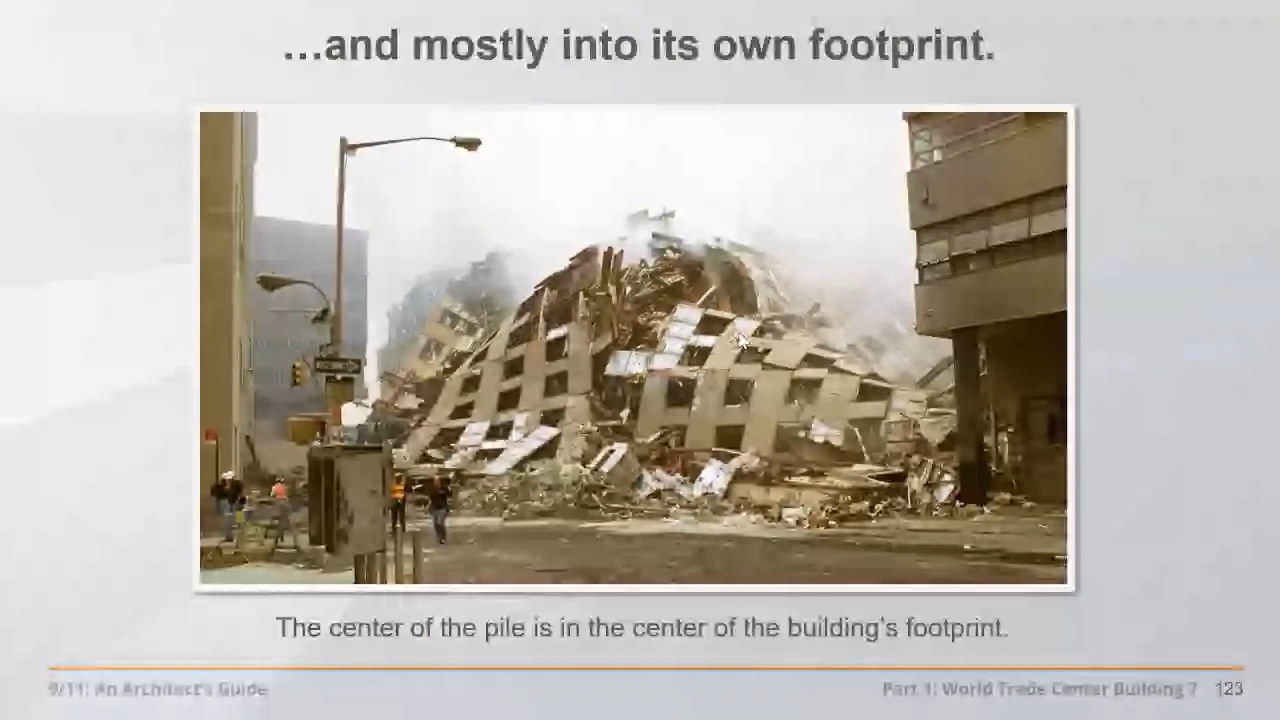 …and mostly into its own footprint.
The center of the pile is in the center of the building's footprint.
9/11: An Architect's Guide
Part 1: World Trade Center Building 7 123